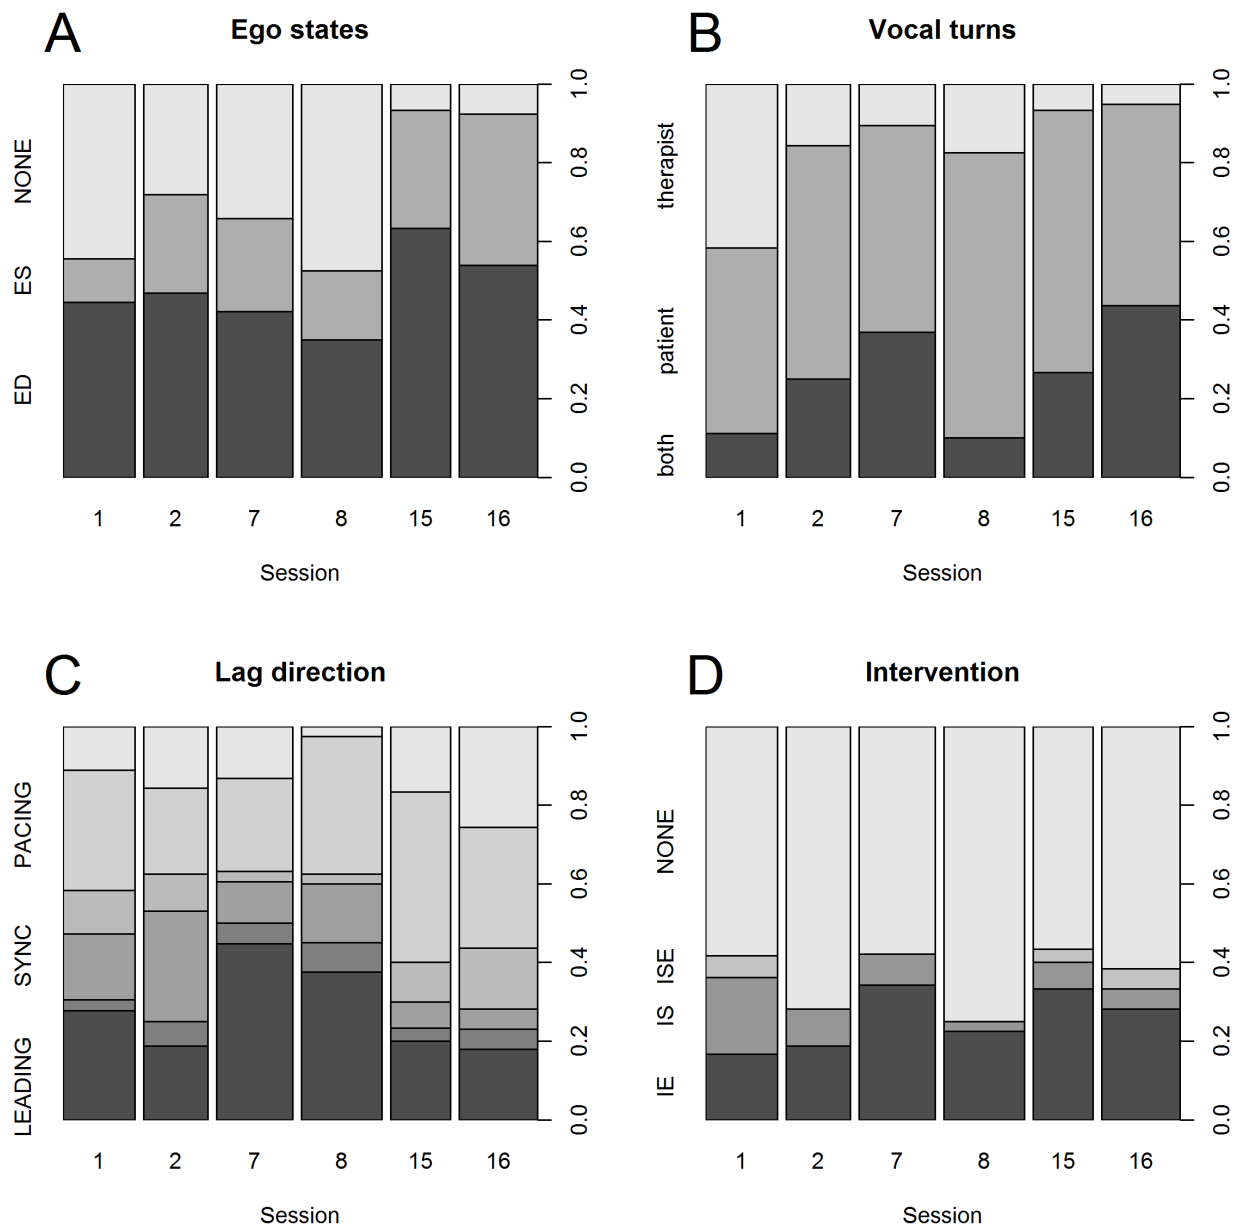 A
Ego states
NONE
ES
ED
1.0
0.8
0.6
0.4
0.2
0.0
1 2 7 8 15 16
Session
B
Vocal turns
therapist
patient
both
1.0
0.8
0.6
0.4
0.2
0.0
1 2 7 8 15 16
Session
C
Lag direction
PACING
SYNC
LEADING
1.0
0.8
0.6
0.4
0.2
0.0
1 2 7 8 15 16
Session
D
Intervention
NONE
ISE
IS
IE
1.0
0.8
0.6
0.4
0.2
0.0
1 2 7 8 15 16
Session